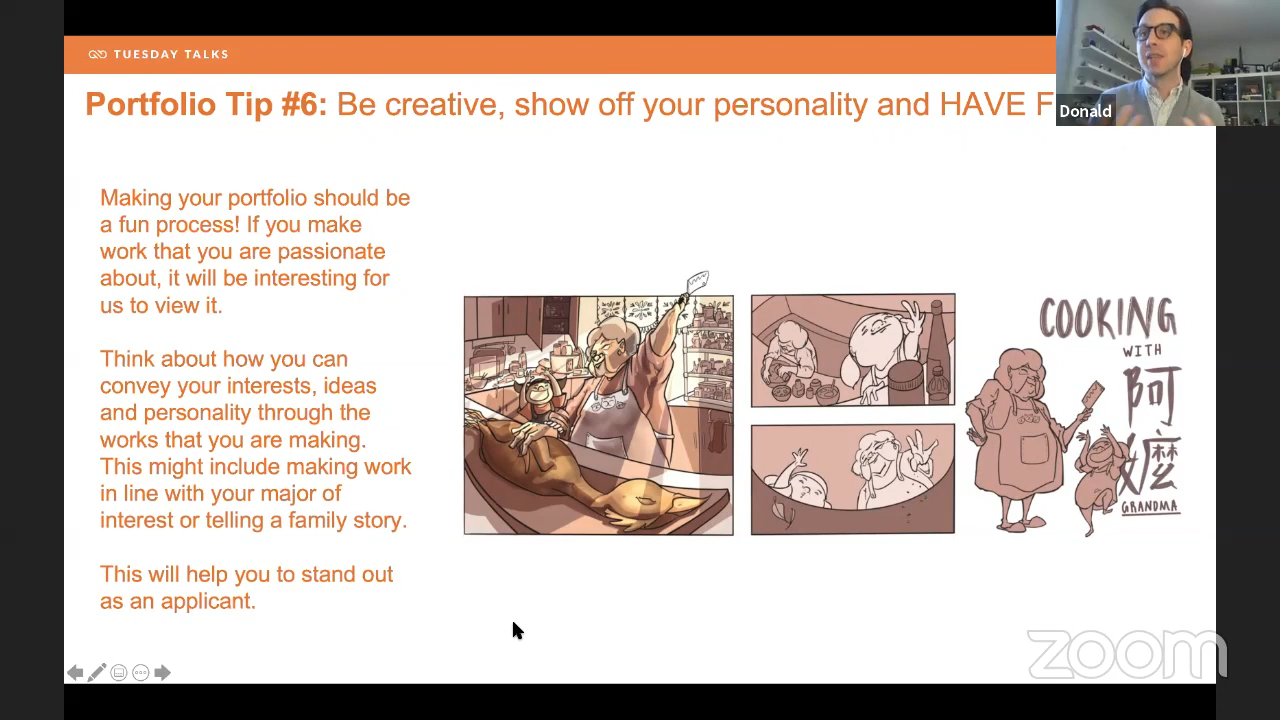 TUESDAY TALKS
Portfolio Tip #6: Be creative, show off your personality and HAVE F
Donald
Making your portfolio should be
a fun process! If you make
work that you are passionate
about, it will be interesting for
us to view it.
Think about how you can
convey your interests, ideas
and personality through the
works that you are making.
This might include making work
in line with your major of
interest or telling a family story.
This will help you to stand out
as an applicant.
COOKING
WITH
阿
嬤
GRANDMA
zoom